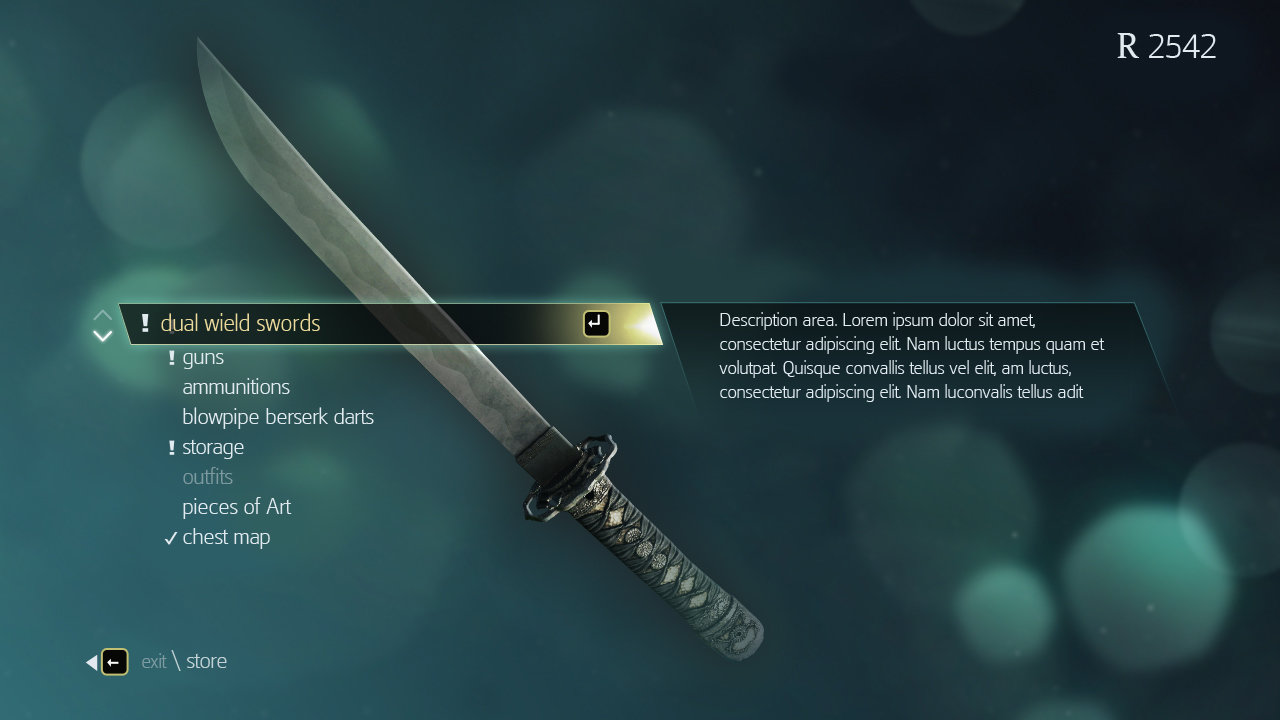 R 2542
! dual wield swords
! guns
ammunitions
blowpipe berserk darts
! storage
outfits
pieces of Art
✓ chest map
Description area. Lorem ipsum dolor sit amet,
consectetur adipiscing elit. Nam luctus tempus quam et
volutpat. Quisque convallis tellus vel elit, am luctus,
consectetur adipiscing elit. Nam luconvalis tellus adit
exit \ store